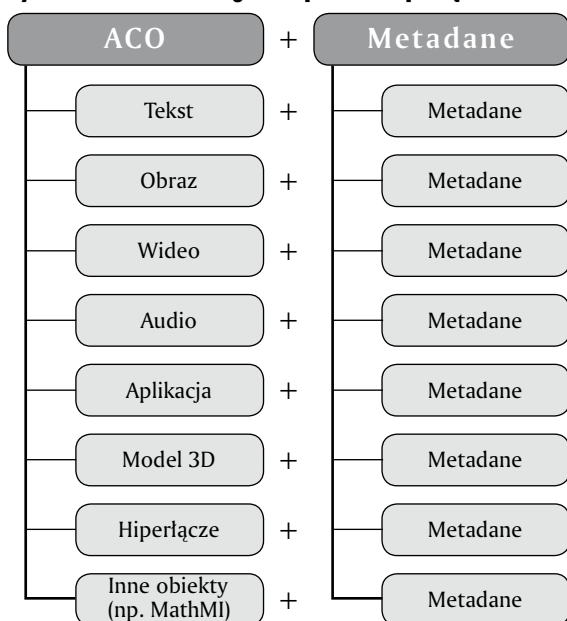 ACO + Metadane
Tekst + Metadane
Obraz + Metadane
Wideo + Metadane
Audio + Metadane
Aplikacja + Metadane
Model 3D + Metadane
Hiperłącze + Metadane
Inne obiekty
(np. MathMl) + Metadane